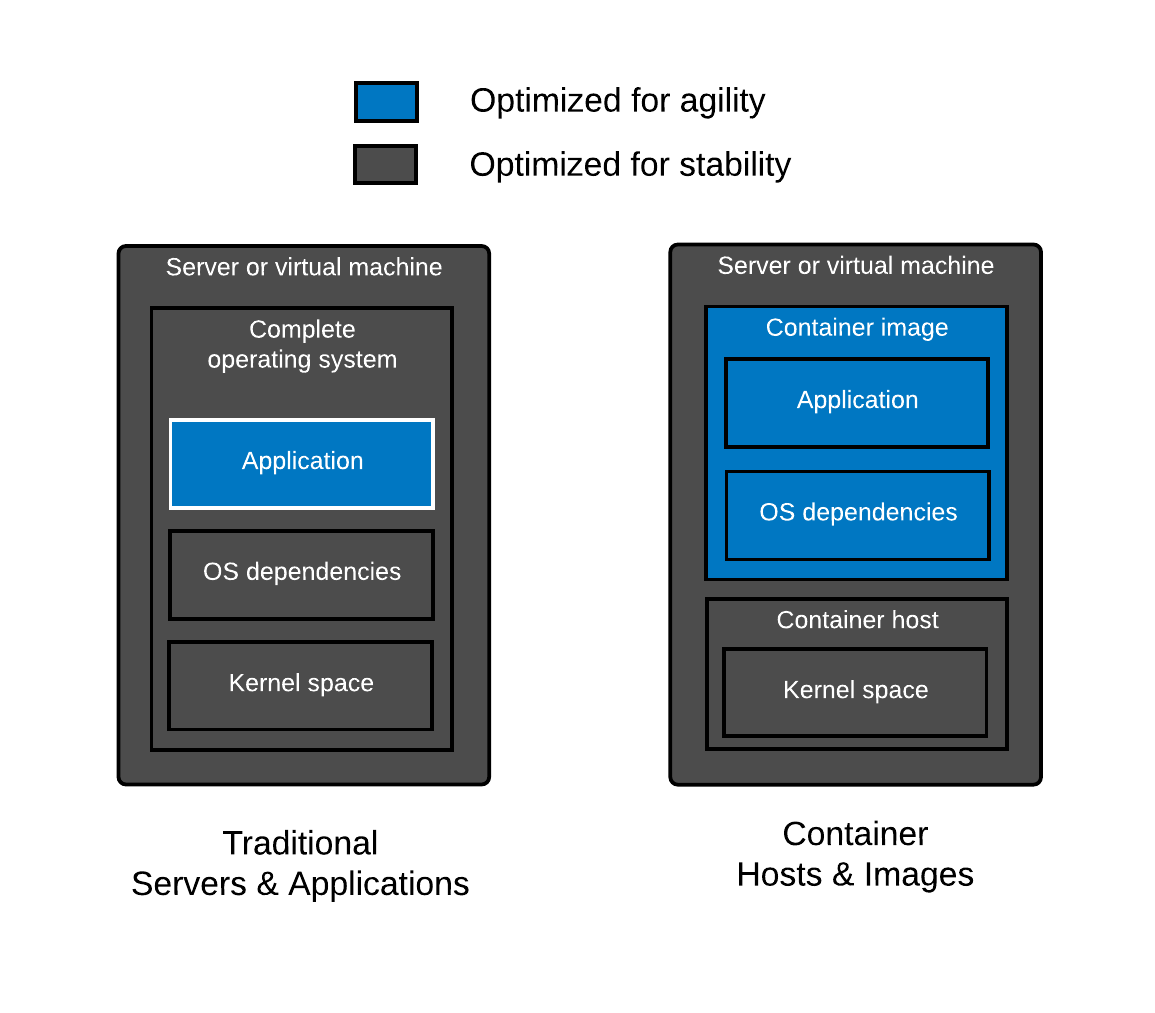 Optimized for agility
Optimized for stability
Server or virtual machine
Complete
operating system
Application
OS dependencies
Kernel space
Traditional
Servers & Applications
Server or virtual machine
Container image
Application
OS dependencies
Container host
Kernel space
Container
Hosts & Images